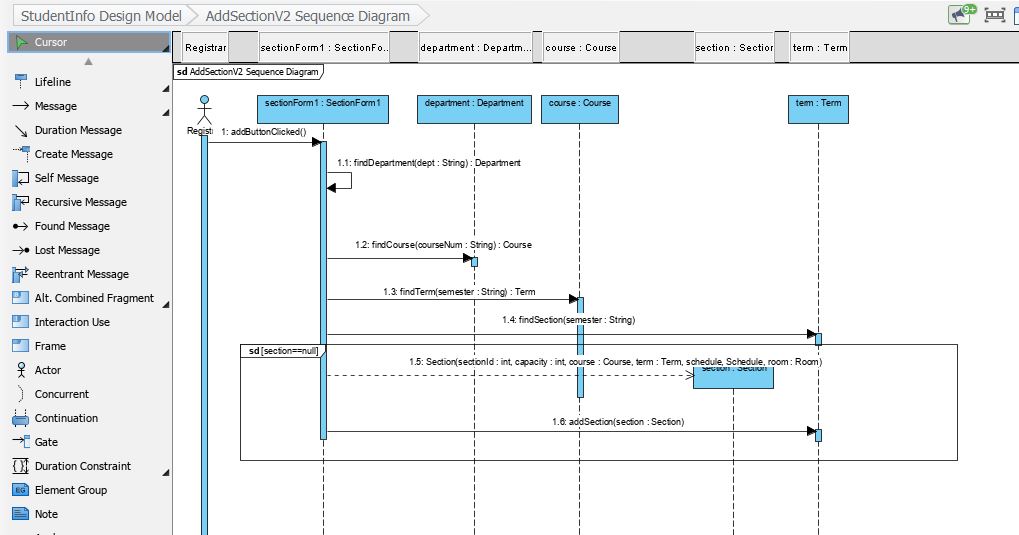 StudentInfo Design Model
AddSectionV2 Sequence Diagram
9+
Cursor
Lifeline
Message
Duration Message
Create Message
Self Message
Recursive Message
Found Message
Lost Message
Reentrant Message
Alt. Combined Fragment
Interaction Use
Frame
Actor
Concurrent
Continuation
Gate
Duration Constraint
EG
Element Group
Note
Registrar
sectionForm1 : SectionFo...
department : Departm...
course : Course
section : Section
term : Term
sd AddSectionV2 Sequence Diagram
sectionForm1 : SectionForm1
department : Department
course : Course
term : Term
Regist
1: addButtonClicked()
1.1: findDepartment(dept : String) : Department
1.2: findCourse(courseNum : String) : Course
1.3: findTerm(semester : String) : Term
1.4: findSection(semester : String)
sd [section==null]
1.5: Section(sectionId : int, capacity : int, course : Course, term : Term, schedule, Schedule, room : Room)
section : Section
1.6: addSection(section : Section)